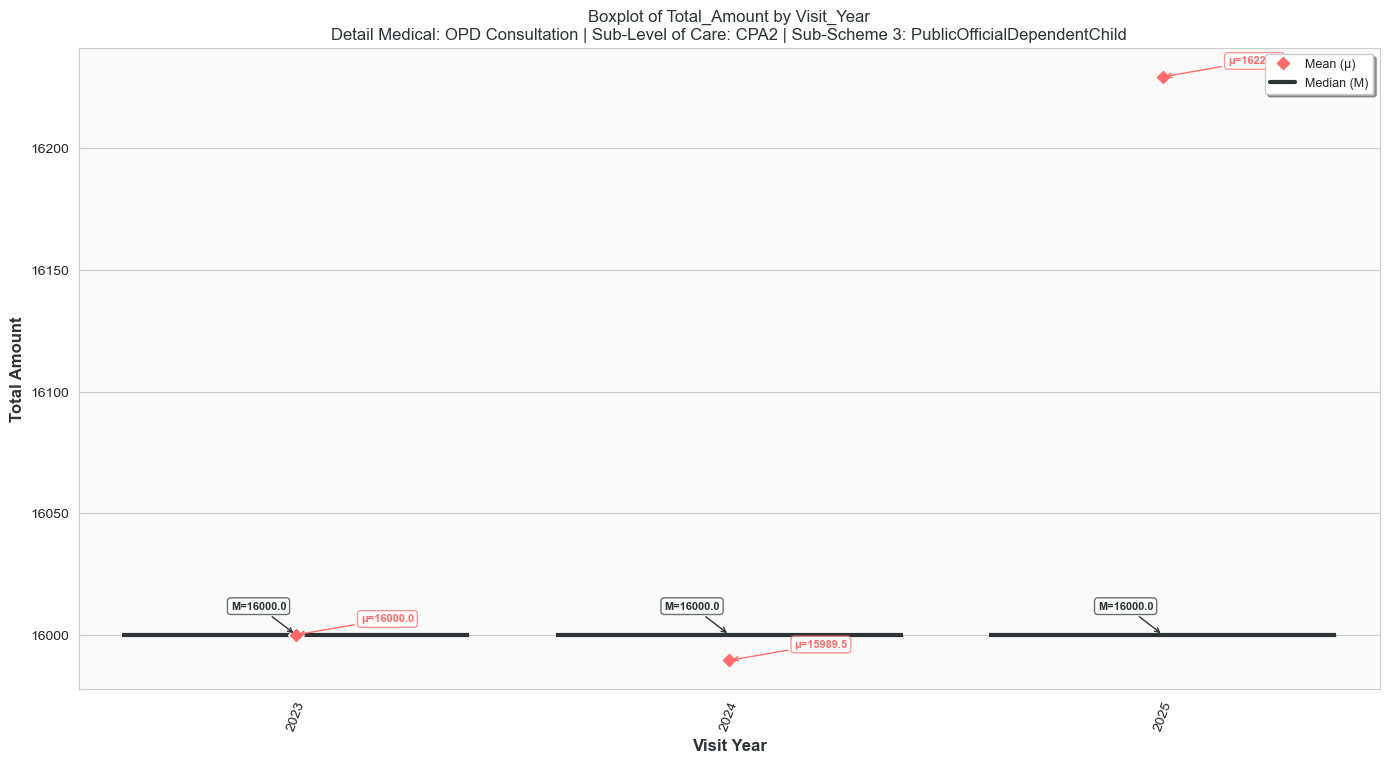 Boxplot of Total_Amount by Visit_Year
Detail Medical: OPD Consultation | Sub-Level of Care: CPA2 | Sub-Scheme 3: PublicOfficialDependentChild
Mean (μ)
Median (M)
Total Amount
16200
16150
16100
16050
16000
M=16000.0
μ=16000.0
M=16000.0
μ=15989.5
M=16000.0
2023
2024
2025
Visit Year